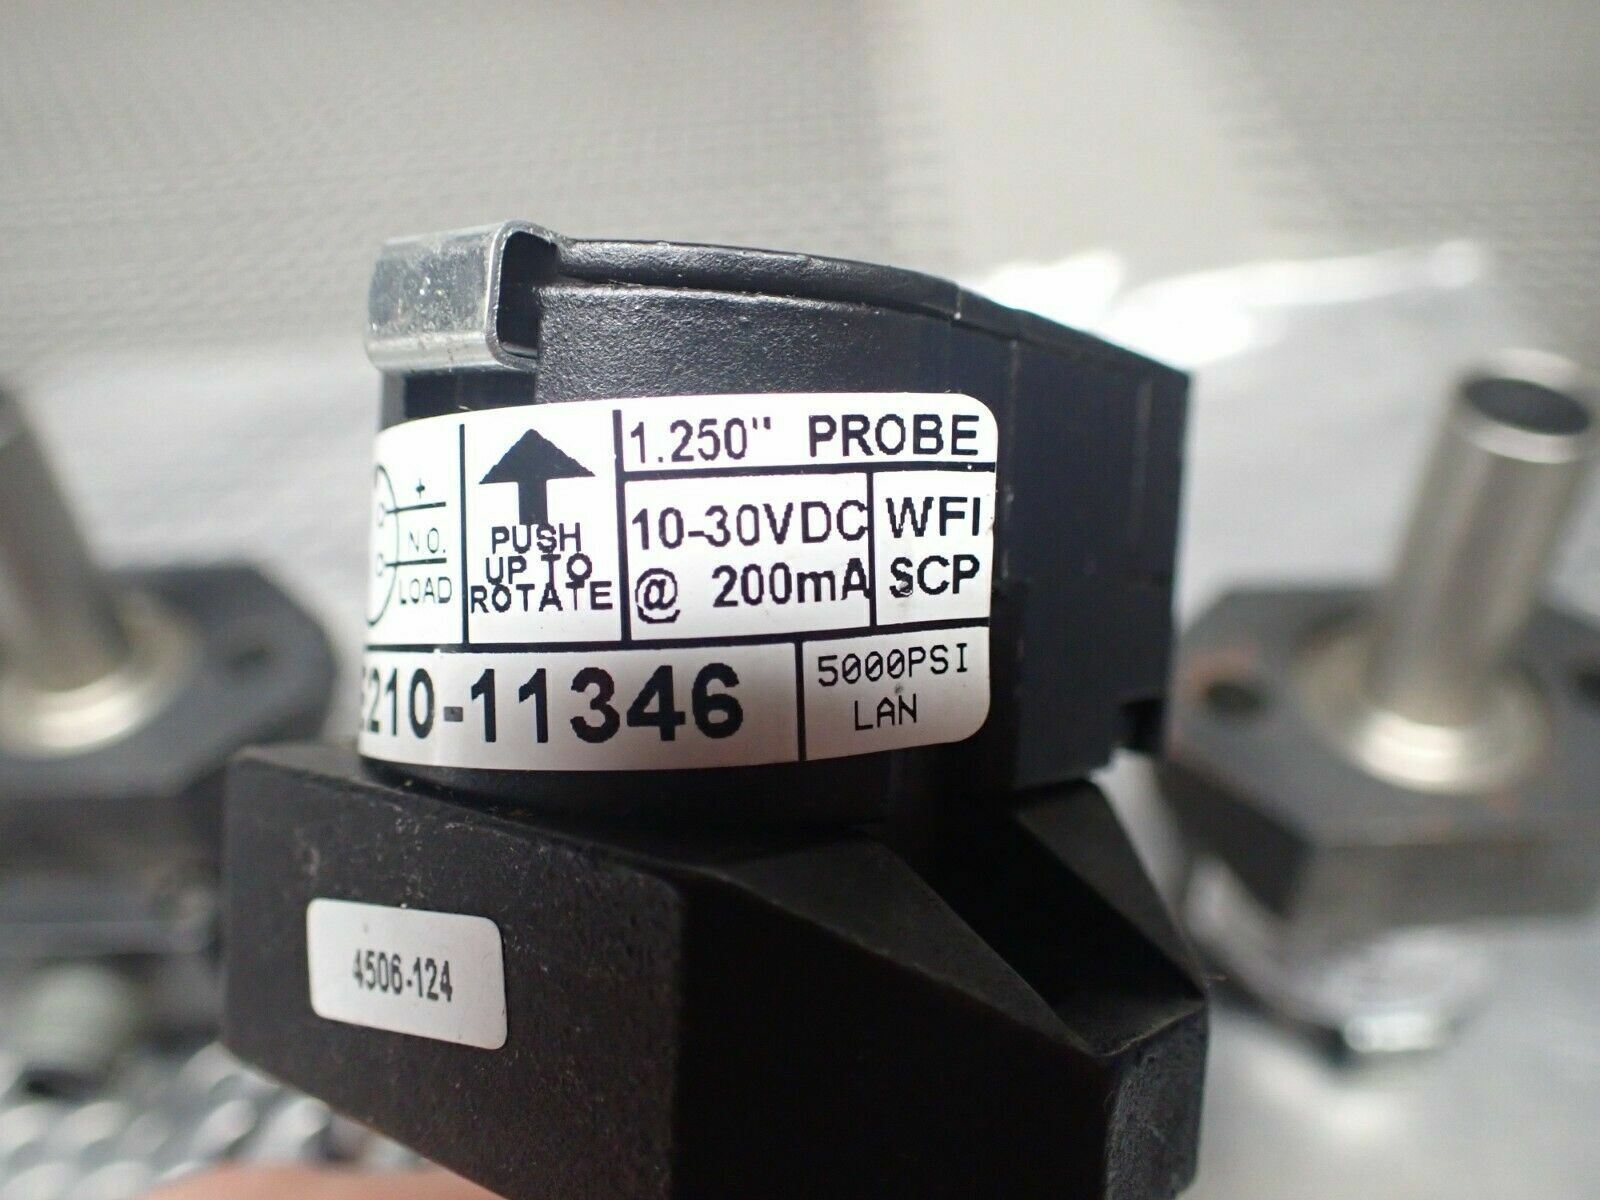 1.250" PROBE
+
N.O.
LOAD
PUSH
UP TO
ROTATE
10-30VDC
@ 200mA
WFI
SCP
210-11346
5000PSI
LAN
4506-124